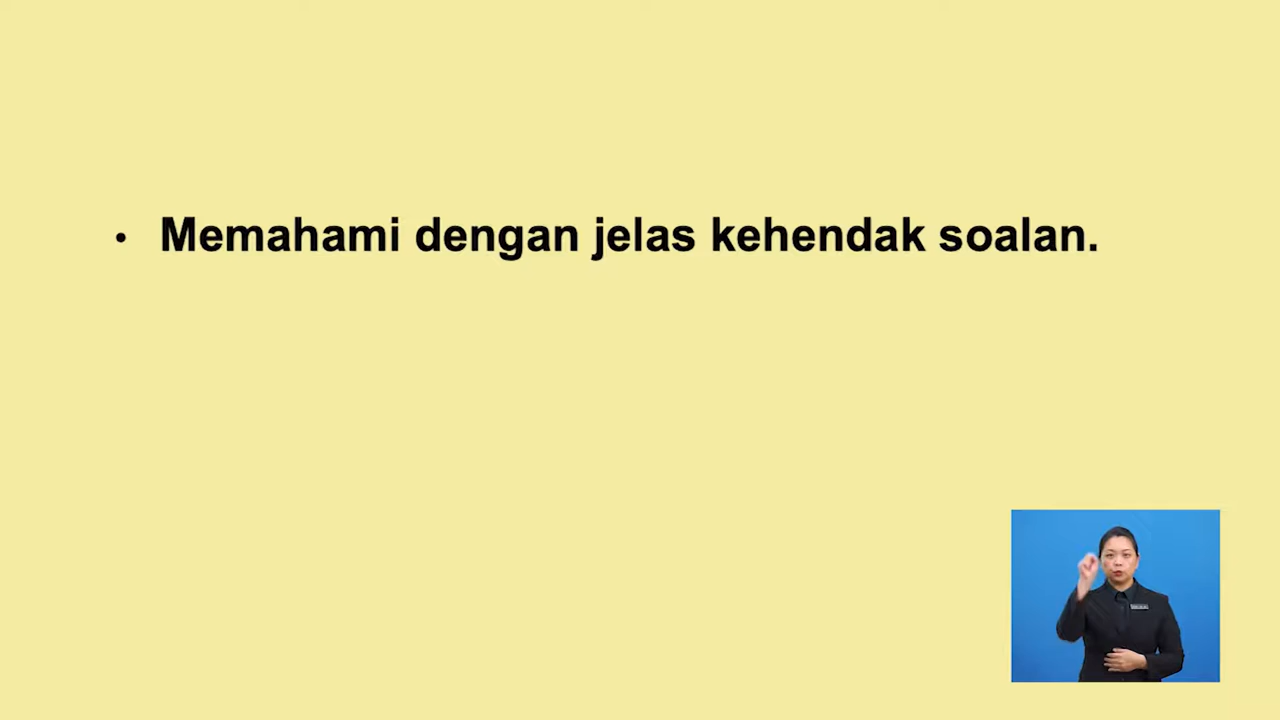 • Memahami dengan jelas kehendak soalan.